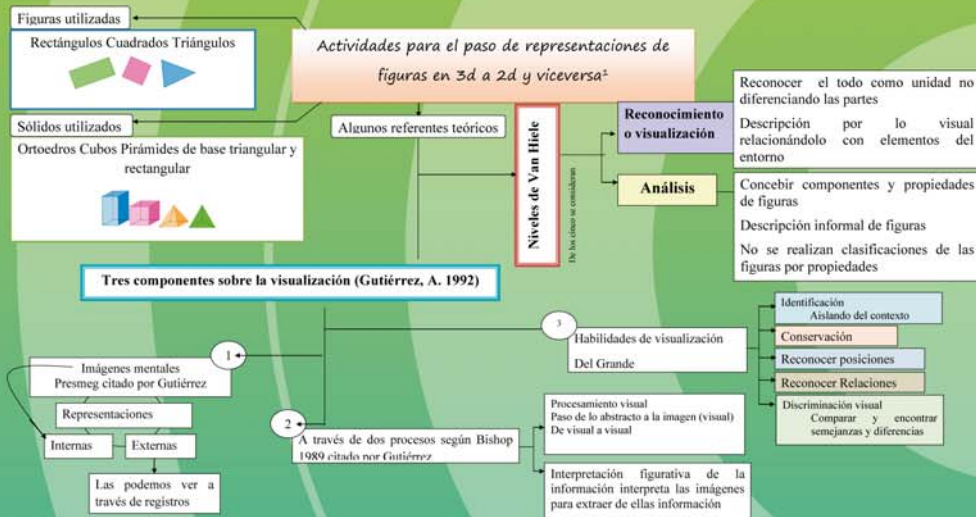 Figuras utilizadas
Rectángulos Cuadrados Triángulos
Sólidos utilizados
Ortoedros Cubos Pirámides de base triangular y
rectangular
Actividades para el paso de representaciones de
figuras en 3d a 2d y viceversa¹
Algunos referentes teóricos
Niveles de Van Hiele
De los cinco se consideran
Reconocimiento
o visualización
Reconocer el todo como unidad no
diferenciando las partes
Descripción por lo visual
relacionándolo con elementos del
entorno
Análisis
Concebir componentes y propiedades
de figuras
Descripción informal de figuras
No se realizan clasificaciones de las
figuras por propiedades
Tres componentes sobre la visualización (Gutiérrez, A. 1992)
1
Imágenes mentales
Presmeg citado por Gutiérrez
Representaciones
Internas
Externas
Las podemos ver a
través de registros
2
A través de dos procesos según Bishop
1989 citado por Gutiérrez
Procesamiento visual
Paso de lo abstracto a la imagen (visual)
De visual a visual
Interpretación figurativa de la
información interpreta las imágenes
para extraer de ellas información
3
Habilidades de visualización
Del Grande
Identificación
Aislando del contexto
Conservación
Reconocer posiciones
Reconocer Relaciones
Discriminación visual
Comparar y encontrar
semejanzas y diferencias